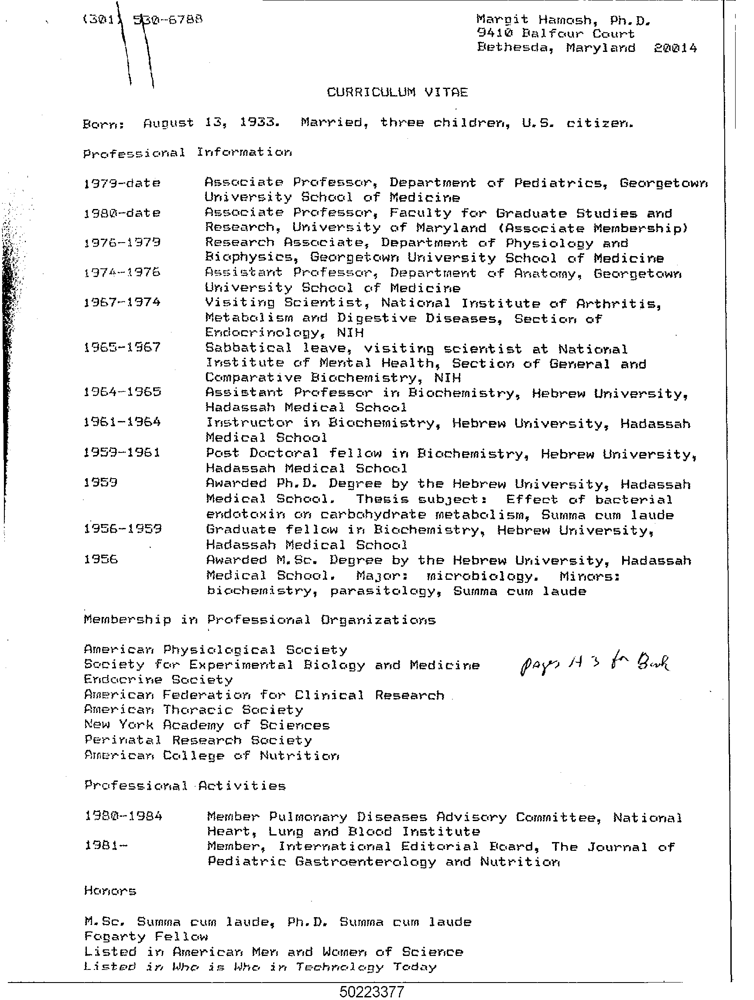 (301) 530-6788
Margit Hamosh, Ph.D.
9410 Balfour Court
Bethesda, Maryland 20014
CURRICULUM VITAE
Born: August 13, 1933. Married, three children, U.S. citizen.
Professional Information
1979-date Associate Professor, Department of Pediatrics, Georgetown
University School of Medicine
1980-date Associate Professor, Faculty for Graduate Studies and
Research, University of Maryland (Associate Membership)
1976-1979 Research Associate, Department of Physiology and
Biophysics, Georgetown University School of Medicine
1974-1976 Assistant Professor, Department of Anatomy, Georgetown
University School of Medicine
1967-1974 Visiting Scientist, National Institute of Arthritis,
Metabolism and Digestive Diseases, Section of
Endocrinology, NIH
1965-1967 Sabbatical leave, visiting scientist at National
Institute of Mental Health, Section of General and
Comparative Biochemistry, NIH
1964-1965 Assistant Professor in Biochemistry, Hebrew University,
Hadassah Medical School
1961-1964 Instructor in Biochemistry, Hebrew University, Hadassah
Medical School
1959-1961 Post Doctoral fellow in Biochemistry, Hebrew University,
Hadassah Medical School
1959 Awarded Ph.D. Degree by the Hebrew University, Hadassah
Medical School. Thesis subject: Effect of bacterial
endotoxin on carbohydrate metabolism, Summa cum laude
1956-1959 Graduate fellow in Biochemistry, Hebrew University,
Hadassah Medical School
1956 Awarded M.Sc. Degree by the Hebrew University, Hadassah
Medical School. Major: microbiology. Minors:
biochemistry, parasitology, Summa cum laude
Membership in Professional Organizations
American Physiological Society
Society for Experimental Biology and Medicine
Endocrine Society
American Federation for Clinical Research
American Thoracic Society
New York Academy of Sciences
Perinatal Research Society
American College of Nutrition
Professional Activities
1980-1984 Member Pulmonary Diseases Advisory Committee, National
Heart, Lung and Blood Institute
1981- Member, International Editorial Board, The Journal of
Pediatric Gastroenterology and Nutrition
Honors
M.Sc. Summa cum laude, Ph.D. Summa cum laude
Fogarty Fellow
Listed in American Men and Women of Science
Listed in Who is Who in Technology Today
50223377